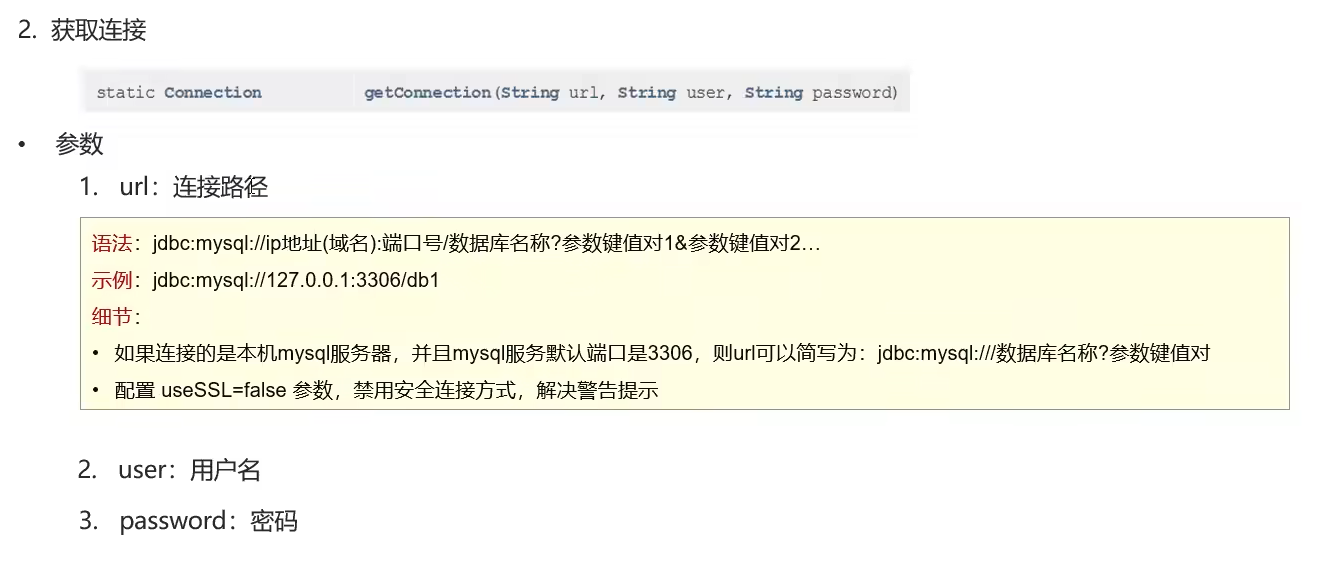 2. 获取连接
static Connection getConnection(String url, String user, String password)
• 参数
1. url：连接路径
语法：jdbc:mysql://ip地址(域名):端口号/数据库名称?参数键值对1&参数键值对2…
示例：jdbc:mysql://127.0.0.1:3306/db1
细节：
• 如果连接的是本机mysql服务器，并且mysql服务默认端口是3306，则url可以简写为：jdbc:mysql:///数据库名称?参数键值对
• 配置 useSSL=false 参数，禁用安全连接方式，解决警告提示
2. user：用户名
3. password：密码